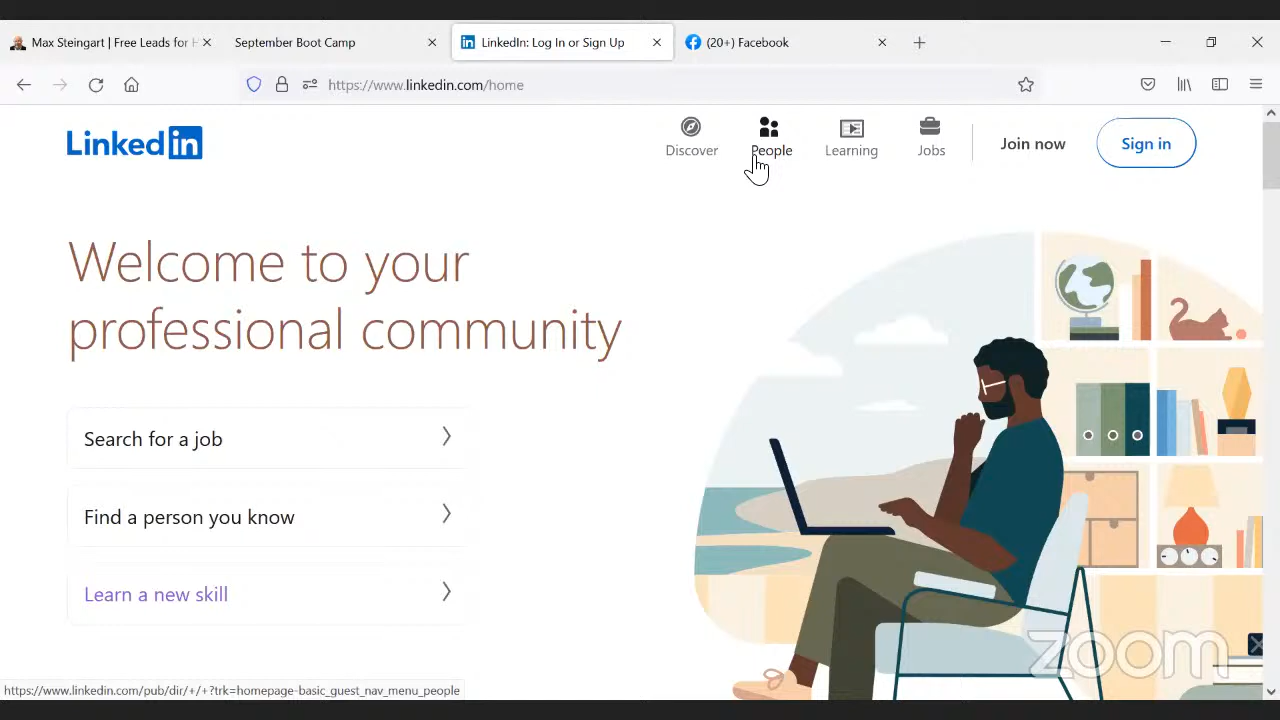 Max Steingart | Free Leads for
September Boot Camp
LinkedIn: Log In or Sign Up
(20+) Facebook
https://www.linkedin.com/home
Linked in
Discover
People
Learning
Jobs
Join now
Sign in
Welcome to your
professional community
Search for a job
Find a person you know
Learn a new skill
zoom
https://www.linkedin.com/pub/dir/+/+?trk=homepage-basic_guest_nav_menu_people